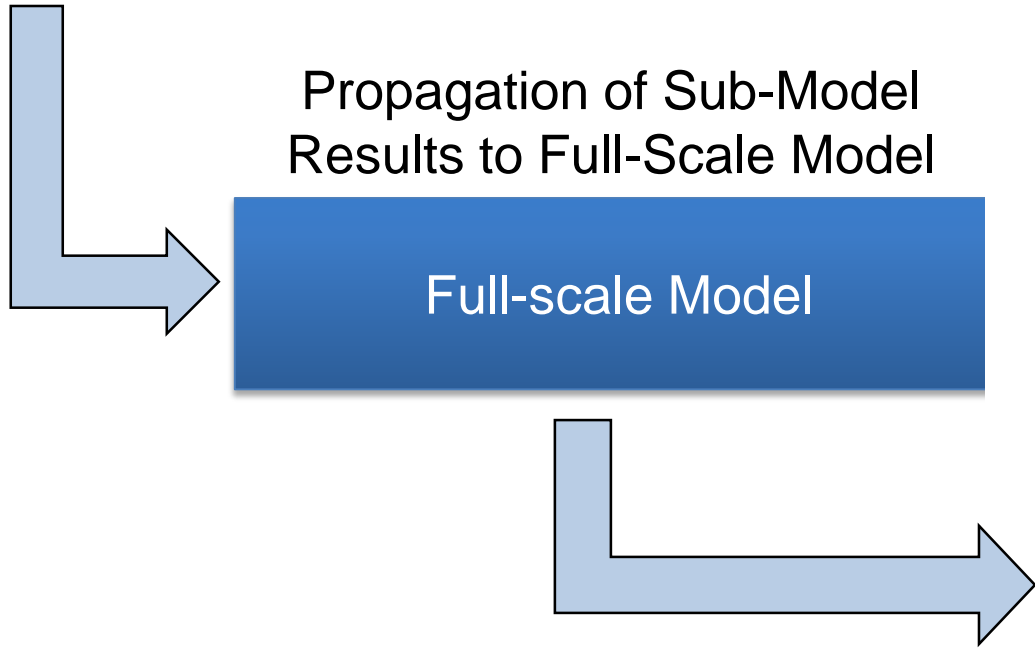 Propagation of Sub-Model
Results to Full-Scale Model
Full-scale Model